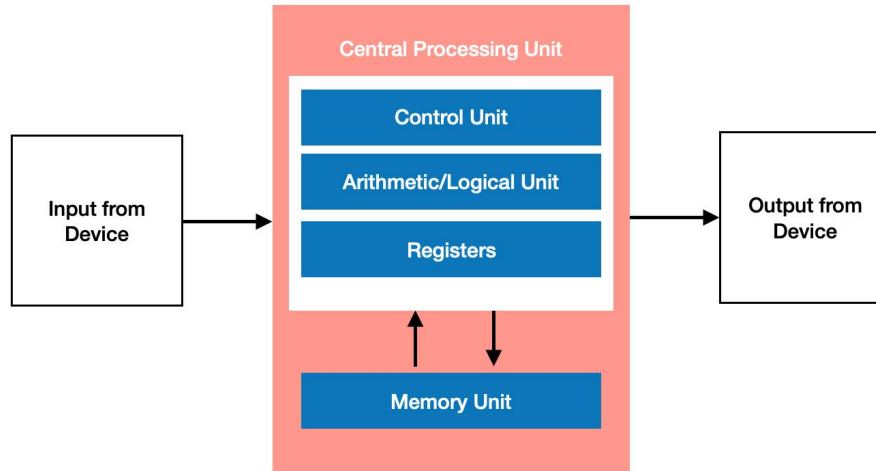 Central Processing Unit
Control Unit
Arithmetic/Logical Unit
Registers
Memory Unit
Input from
Device
Output from
Device